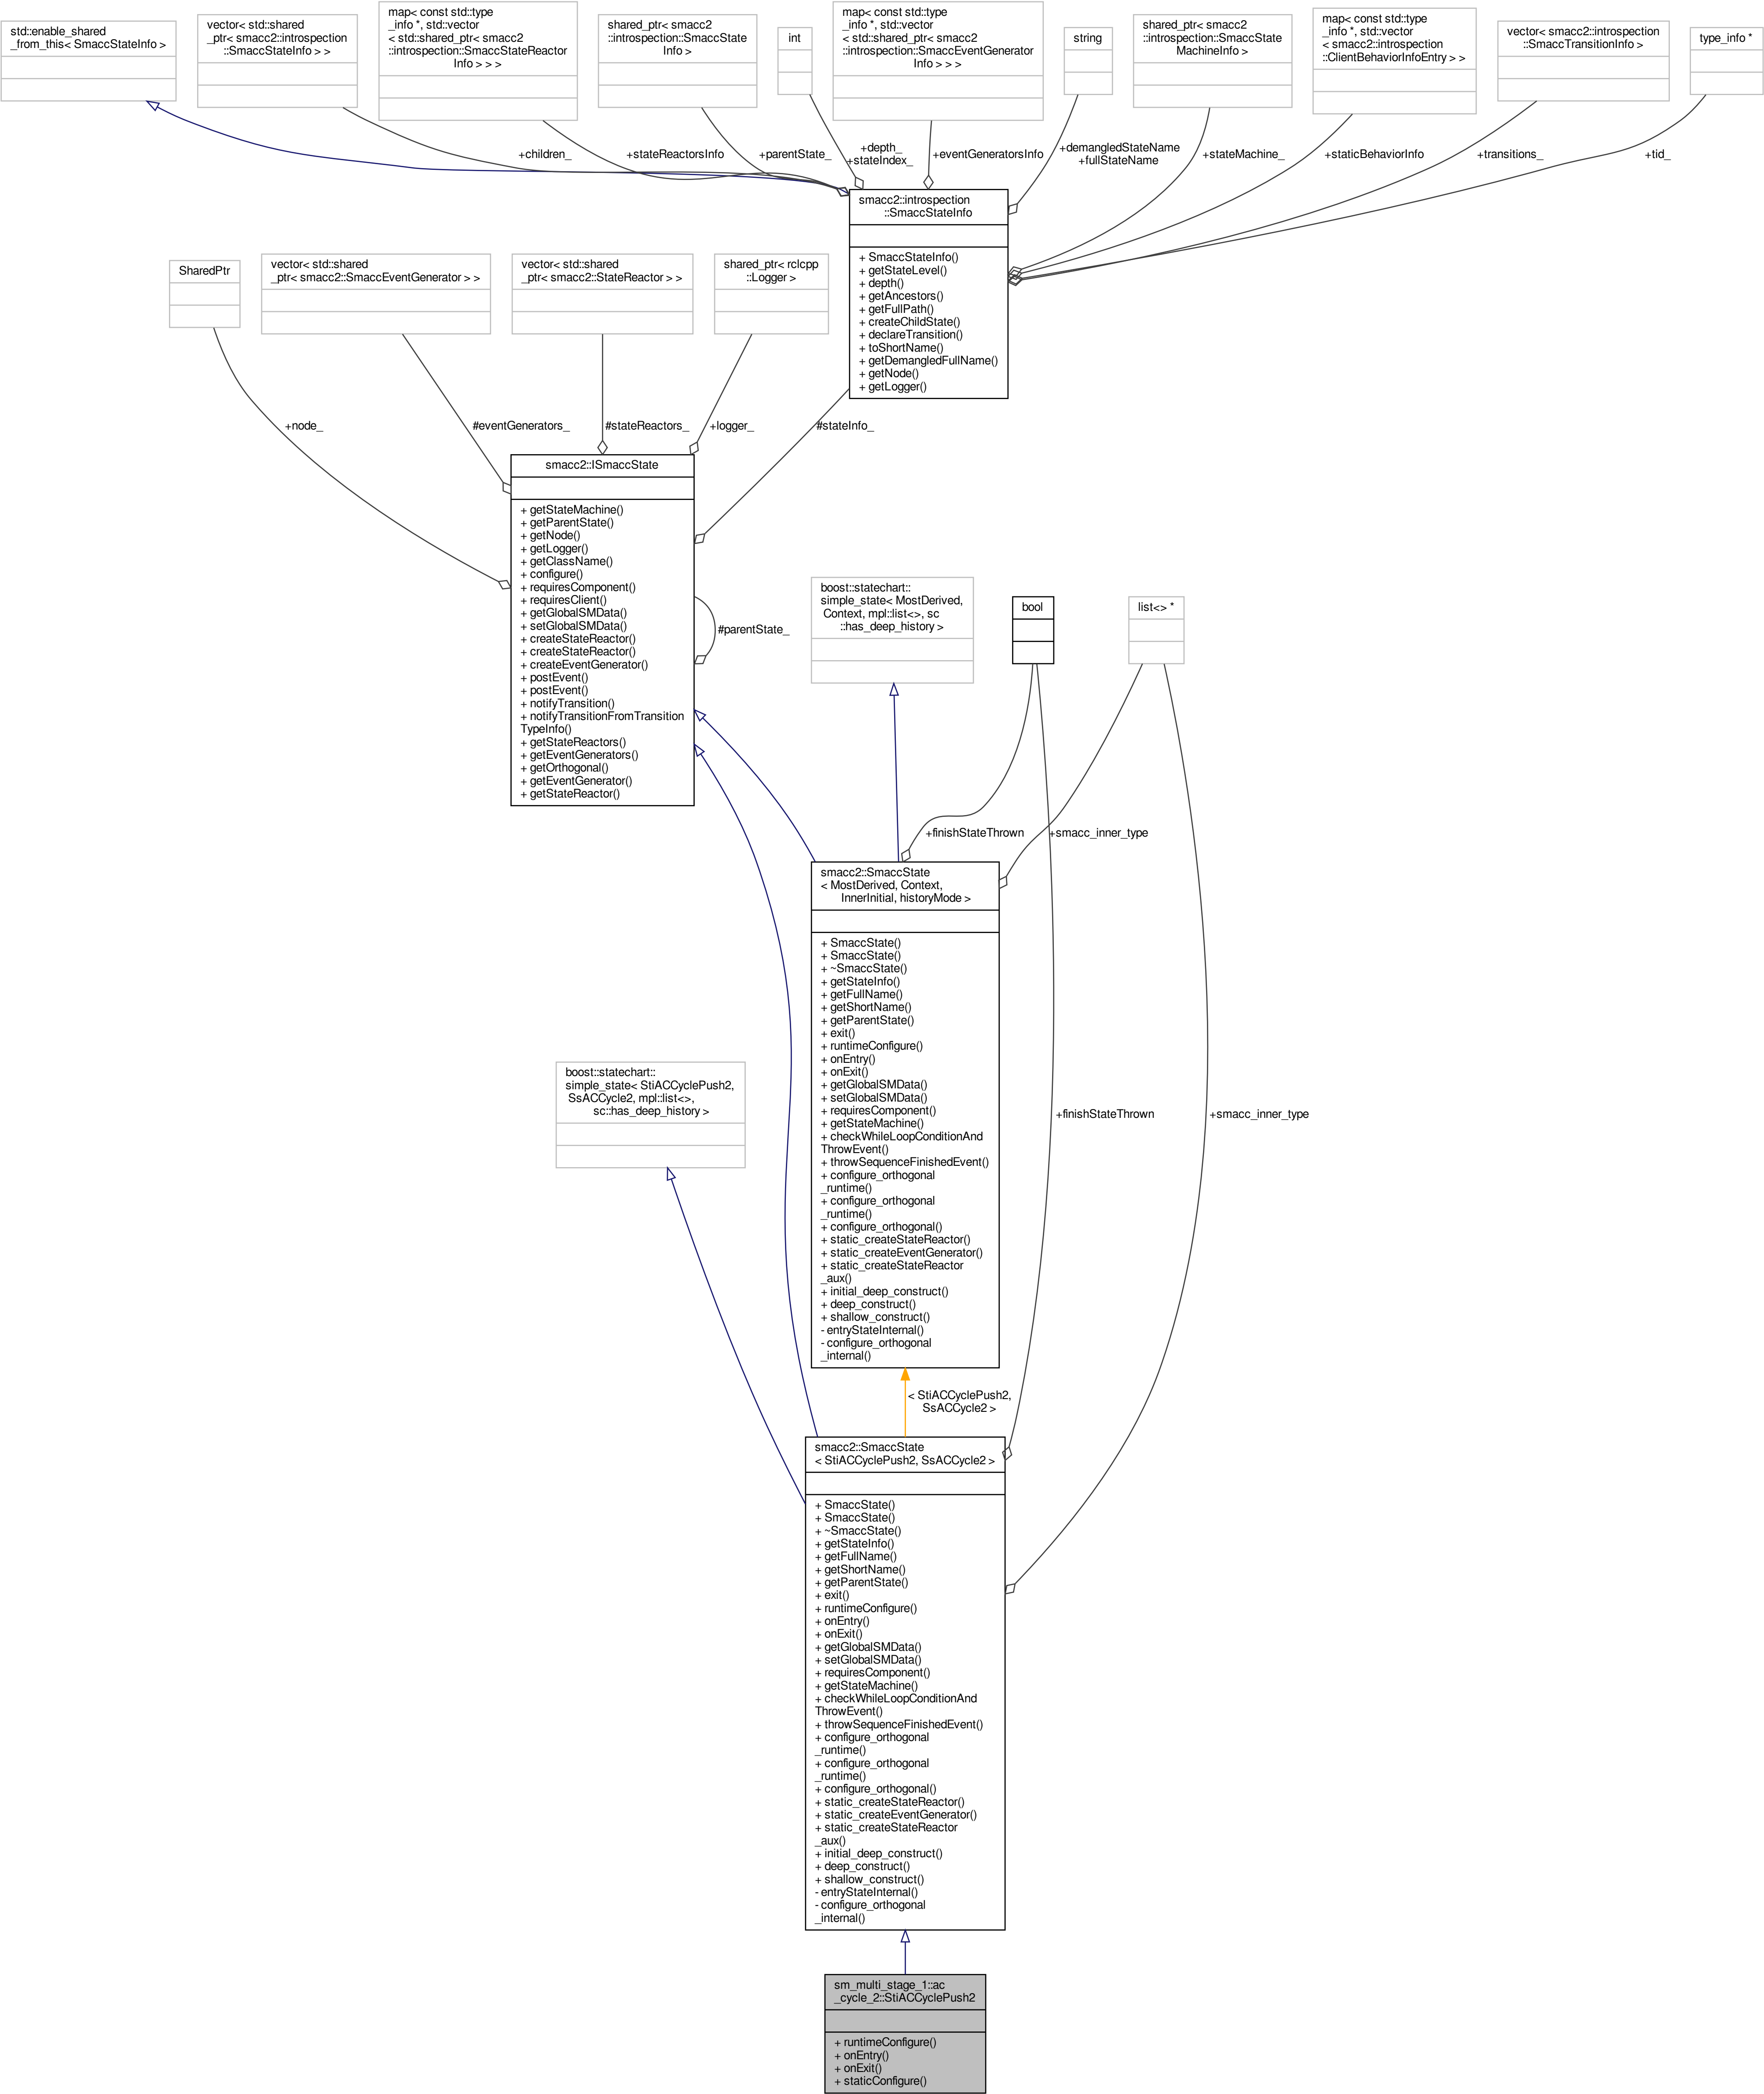 std::enable_shared
_from_this< SmaccStateInfo >
vector< std::shared
_ptr< smacc2::introspection
::SmaccStateInfo > >
map< const std::type
_info *, std::vector
< std::shared_ptr< smacc2
::introspection::SmaccStateReactor
Info > > >
shared_ptr< smacc2
::introspection::SmaccState
Info >
int
map< const std::type
_info *, std::vector
< std::shared_ptr< smacc2
::introspection::SmaccEventGenerator
Info > > >
string
shared_ptr< smacc2
::introspection::SmaccState
MachineInfo >
map< const std::type
_info *, std::vector
< smacc2::introspection
::ClientBehaviorInfoEntry > >
vector< smacc2::introspection
::SmaccTransitionInfo >
type_info *
+children_
+stateReactorsInfo
+parentState_
+depth_
+stateIndex_
+eventGeneratorsInfo
+demangledStateName
+fullStateName
+stateMachine_
+staticBehaviorInfo
+transitions_
+tid_
smacc2::introspection
::SmaccStateInfo
+ SmaccStateInfo()
+ getStateLevel()
+ depth()
+ getAncestors()
+ getFullPath()
+ createChildState()
+ declareTransition()
+ toShortName()
+ getDemangledFullName()
+ getNode()
+ getLogger()
SharedPtr
vector< std::shared
_ptr< smacc2::SmaccEventGenerator > >
vector< std::shared
_ptr< smacc2::StateReactor > >
shared_ptr< rclcpp
::Logger >
+node_
#eventGenerators_
#stateReactors_
+logger_
#stateInfo_
smacc2::ISmaccState
+ getStateMachine()
+ getParentState()
+ getNode()
+ getLogger()
+ getClassName()
+ configure()
+ requiresComponent()
+ requiresClient()
+ getGlobalSMData()
+ setGlobalSMData()
+ createStateReactor()
+ createStateReactor()
+ createEventGenerator()
+ postEvent()
+ postEvent()
+ notifyTransition()
+ notifyTransitionFromTransition
TypeInfo()
+ getStateReactors()
+ getEventGenerators()
+ getOrthogonal()
+ getEventGenerator()
+ getStateReactor()
#parentState_
boost::statechart::
simple_state< MostDerived,
Context, mpl::list<>, sc
::has_deep_history >
bool
list<> *
+finishStateThrown
+smacc_inner_type
smacc2::SmaccState
< MostDerived, Context,
InnerInitial, historyMode >
+ SmaccState()
+ SmaccState()
+ ~SmaccState()
+ getStateInfo()
+ getFullName()
+ getShortName()
+ getParentState()
+ exit()
+ runtimeConfigure()
+ onEntry()
+ onExit()
+ getGlobalSMData()
+ setGlobalSMData()
+ requiresComponent()
+ getStateMachine()
+ checkWhileLoopConditionAnd
ThrowEvent()
+ throwSequenceFinishedEvent()
+ configure_orthogonal
_runtime()
+ configure_orthogonal
_runtime()
+ configure_orthogonal()
+ static_createStateReactor()
+ static_createEventGenerator()
+ static_createStateReactor
_aux()
+ initial_deep_construct()
+ deep_construct()
+ shallow_construct()
- entryStateInternal()
- configure_orthogonal
_internal()
boost::statechart::
simple_state< StiACCyclePush2,
SsACCycle2, mpl::list<>,
sc::has_deep_history >
+finishStateThrown
+smacc_inner_type
< StiACCyclePush2,
SsACCycle2 >
smacc2::SmaccState
< StiACCyclePush2, SsACCycle2 >
+ SmaccState()
+ SmaccState()
+ ~SmaccState()
+ getStateInfo()
+ getFullName()
+ getShortName()
+ getParentState()
+ exit()
+ runtimeConfigure()
+ onEntry()
+ onExit()
+ getGlobalSMData()
+ setGlobalSMData()
+ requiresComponent()
+ getStateMachine()
+ checkWhileLoopConditionAnd
ThrowEvent()
+ throwSequenceFinishedEvent()
+ configure_orthogonal
_runtime()
+ configure_orthogonal
_runtime()
+ configure_orthogonal()
+ static_createStateReactor()
+ static_createEventGenerator()
+ static_createStateReactor
_aux()
+ initial_deep_construct()
+ deep_construct()
+ shallow_construct()
- entryStateInternal()
- configure_orthogonal
_internal()
sm_multi_stage_1::ac
_cycle_2::StiACCyclePush2
+ runtimeConfigure()
+ onEntry()
+ onExit()
+ staticConfigure()